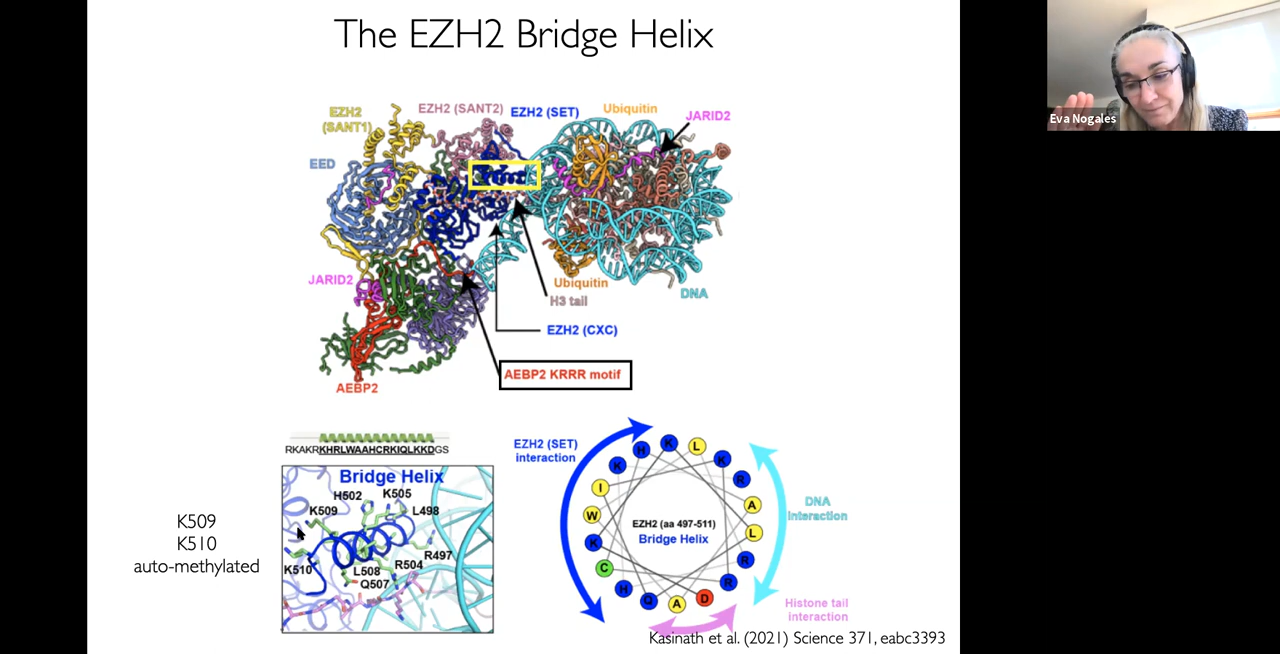 The EZH2 Bridge Helix
EZH2
(SANT1)
EZH2 (SANT2)
EZH2 (SET)
Ubiquitin
JARID2
EED
JARID2
Ubiquitin
H3 tail
DNA
EZH2 (CXC)
AEBP2 KRRR motif
AEBP2
RKAKRKHRLWAAHCRKIQLKKDGS
Bridge Helix
H502
K505
K509
L498
K510
L508
Q507
R504
R497
K509
K510
auto-methylated
EZH2 (SET)
interaction
K
L
K
R
A
L
R
R
D
A
Q
H
C
K
W
I
K
H
EZH2 (aa 497-511)
Bridge Helix
DNA
interaction
Histone tail
interaction
Kasinath et al. (2021) Science 371, eabc3393
Eva Nogales